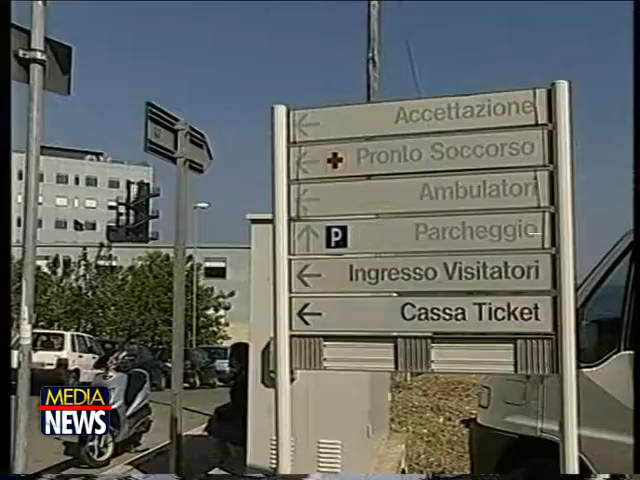 Accettazione
Pronto Soccorso
Ambulatori
P Parcheggio
Ingresso Visitatori
Cassa Ticket
MEDIA
NEWS